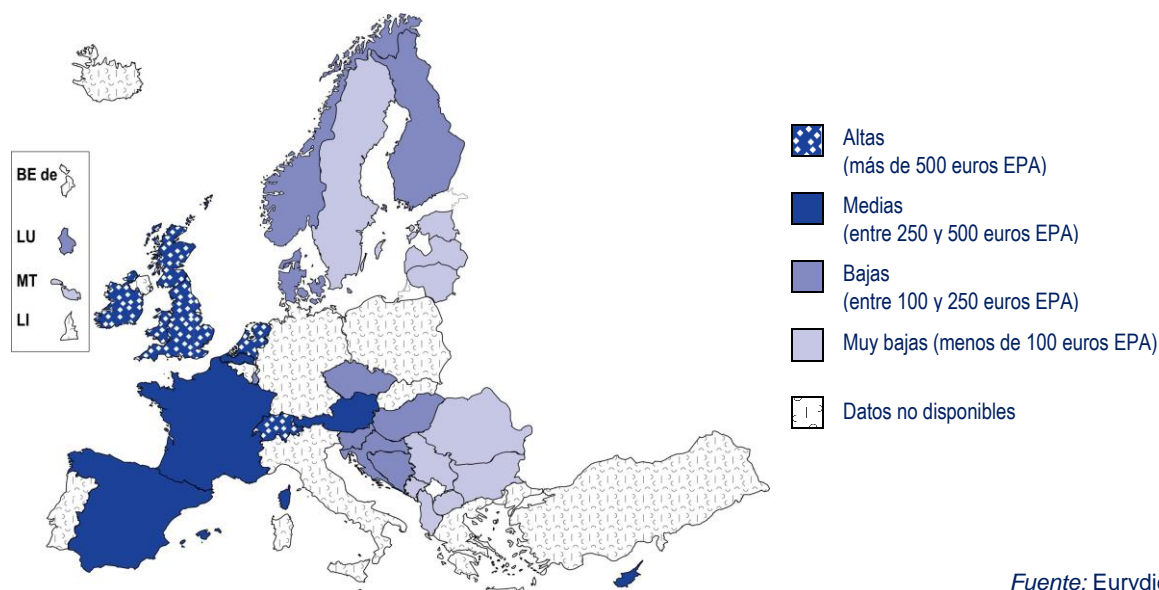 BE de
LU
MT
LI
Altas
(más de 500 euros EPA)
Medias
(entre 250 y 500 euros EPA)
Bajas
(entre 100 y 250 euros EPA)
Muy bajas (menos de 100 euros EPA)
Datos no disponibles
Fuente: